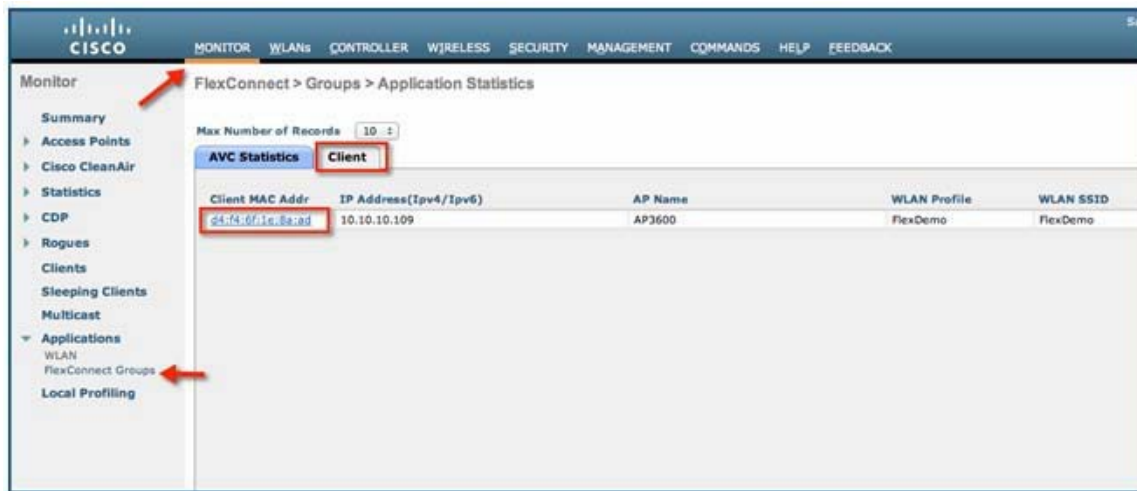 CISCO
MONITOR WLANs CONTROLLER WIRELESS SECURITY MANAGEMENT COMMANDS HELP FEEDBACK
Monitor
Summary
Access Points
Cisco CleanAir
Statistics
CDP
Rogues
Clients
Sleeping Clients
Multicast
Applications
WLAN
FlexConnect Groups
Local Profiling
FlexConnect > Groups > Application Statistics
Max Number of Records 10
AVC Statistics Client
Client MAC Addr IP Address(Ipv4/Ipv6) AP Name WLAN Profile WLAN SSID
d4:f4:6f:1e:8a:ad 10.10.10.109 AP3600 FlexDemo FlexDemo